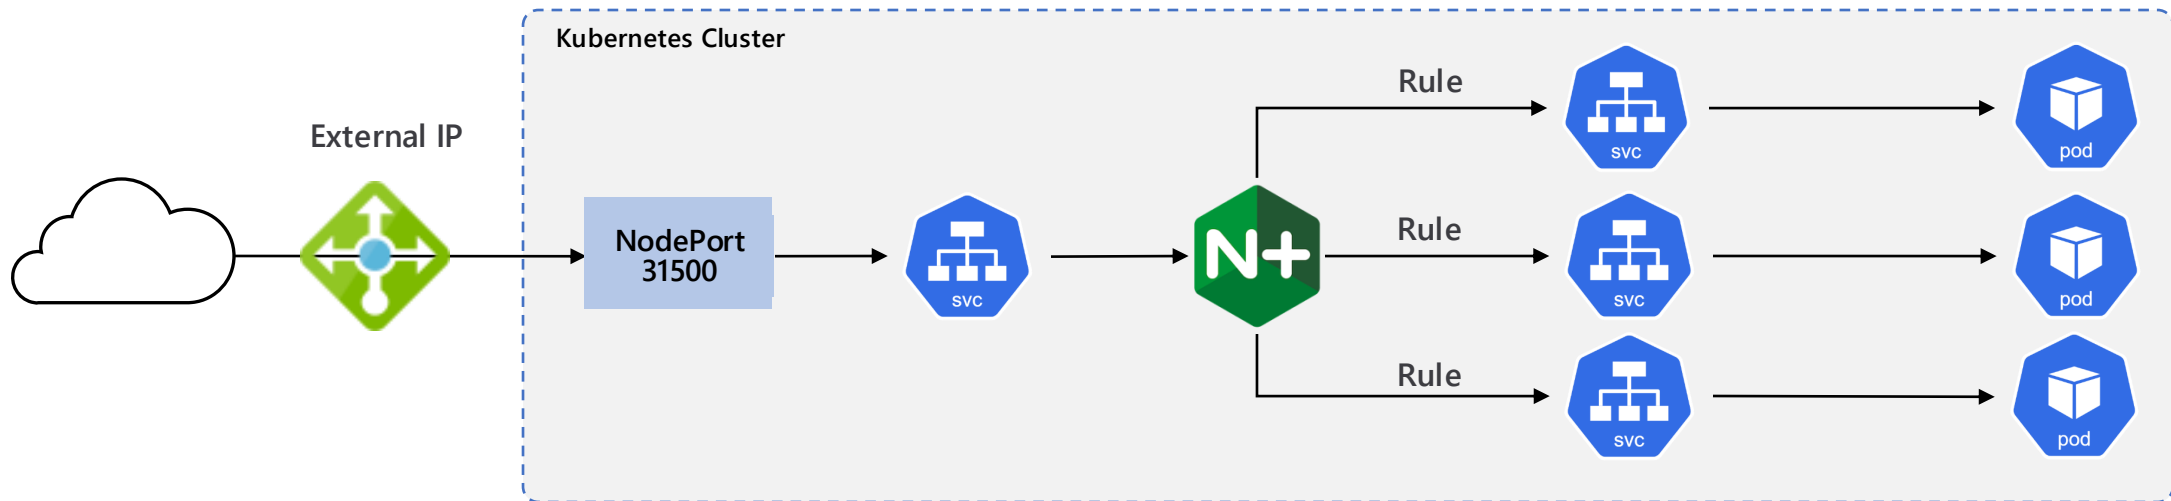 Kubernetes Cluster
External IP
NodePort
31500
svc
N+
Rule
svc
pod
Rule
svc
pod
Rule
svc
pod